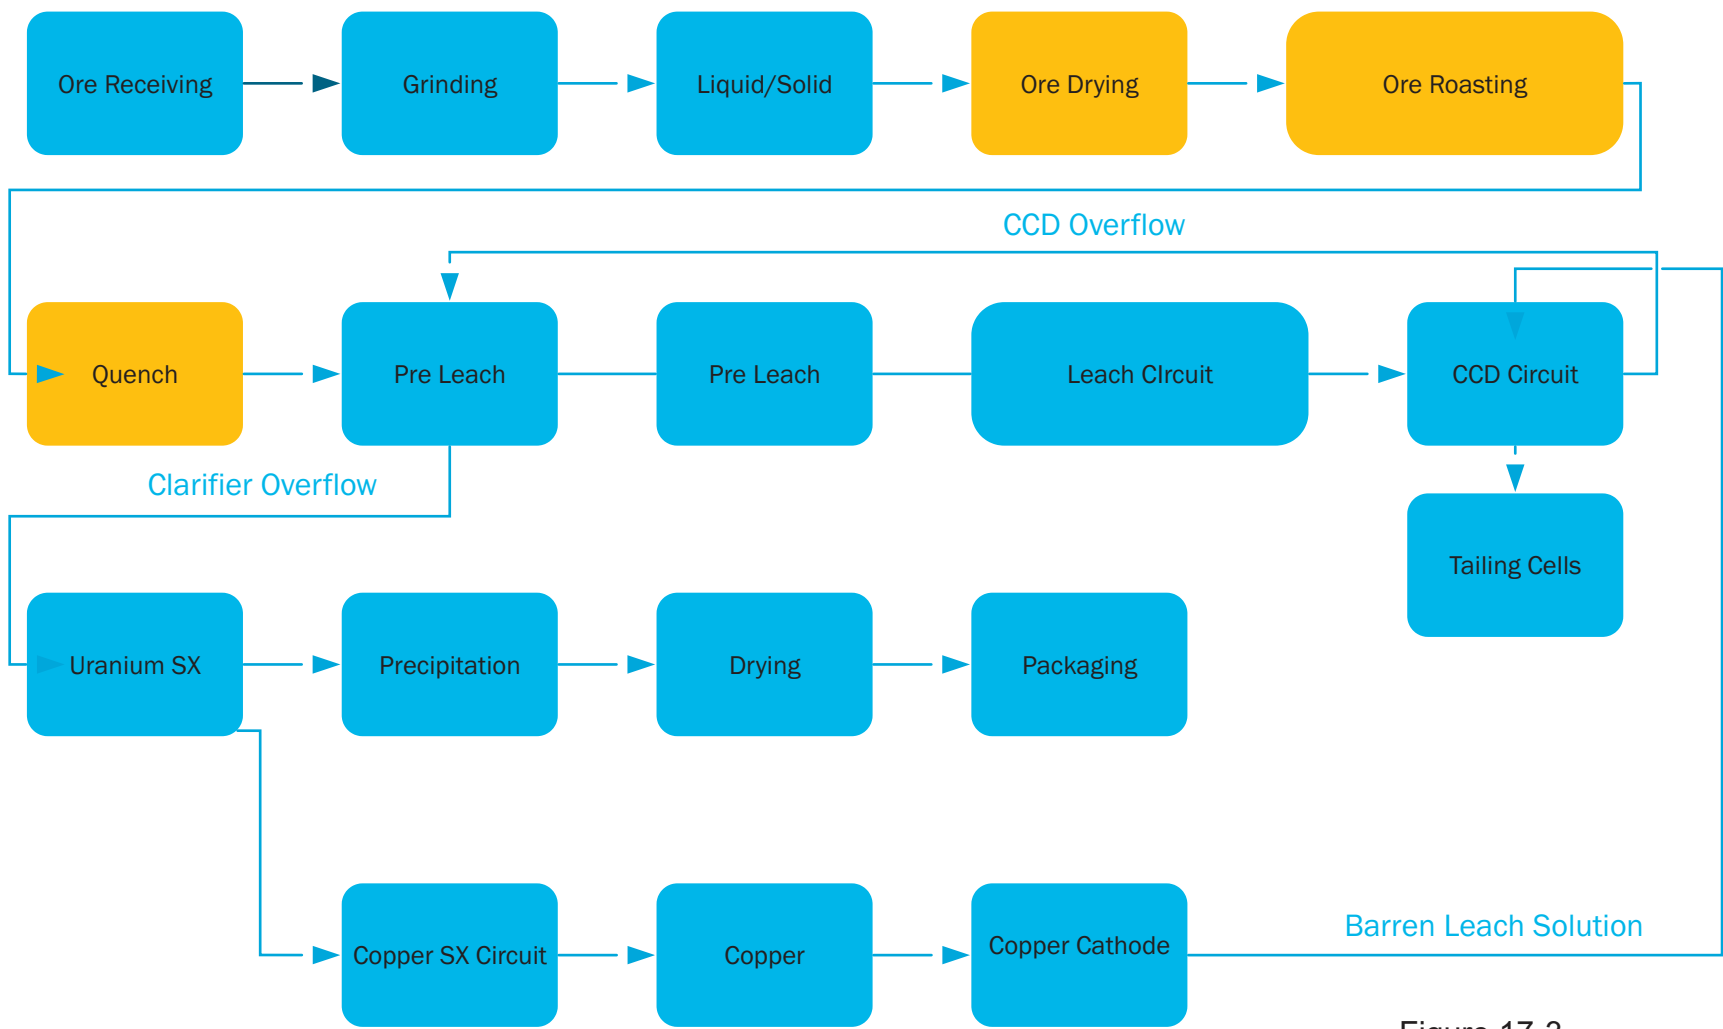 Ore Receiving
Grinding
Liquid/Solid
Ore Drying
Ore Roasting
CCD Overflow
Quench
Pre Leach
Pre Leach
Leach CIrcuit
CCD Circuit
Clarifier Overflow
Tailing Cells
Uranium SX
Precipitation
Drying
Packaging
Copper SX Circuit
Copper
Copper Cathode
Barren Leach Solution